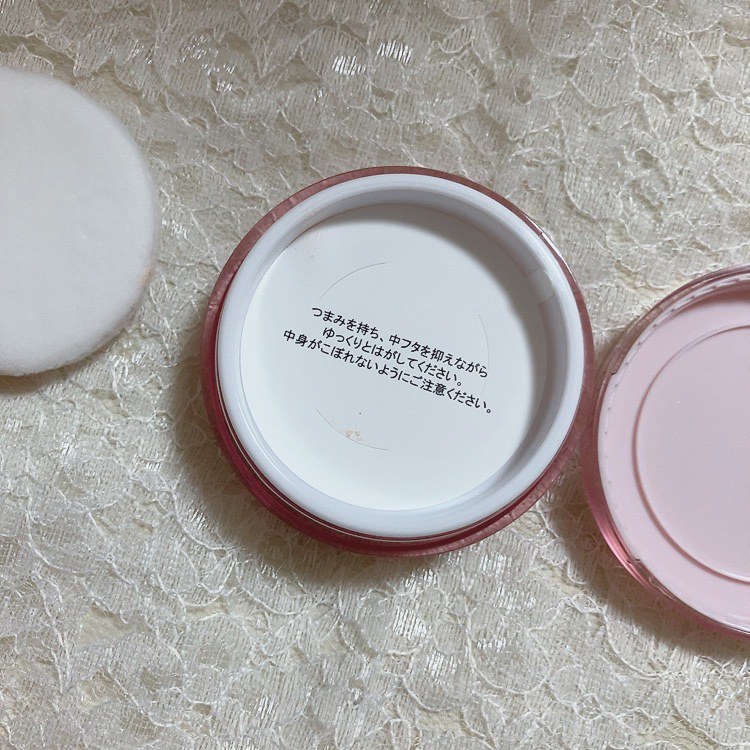 つまみを持ち、中フタを抑えながら
ゆっくりとはがしてください。
中身がこぼれないようにご注意ください。